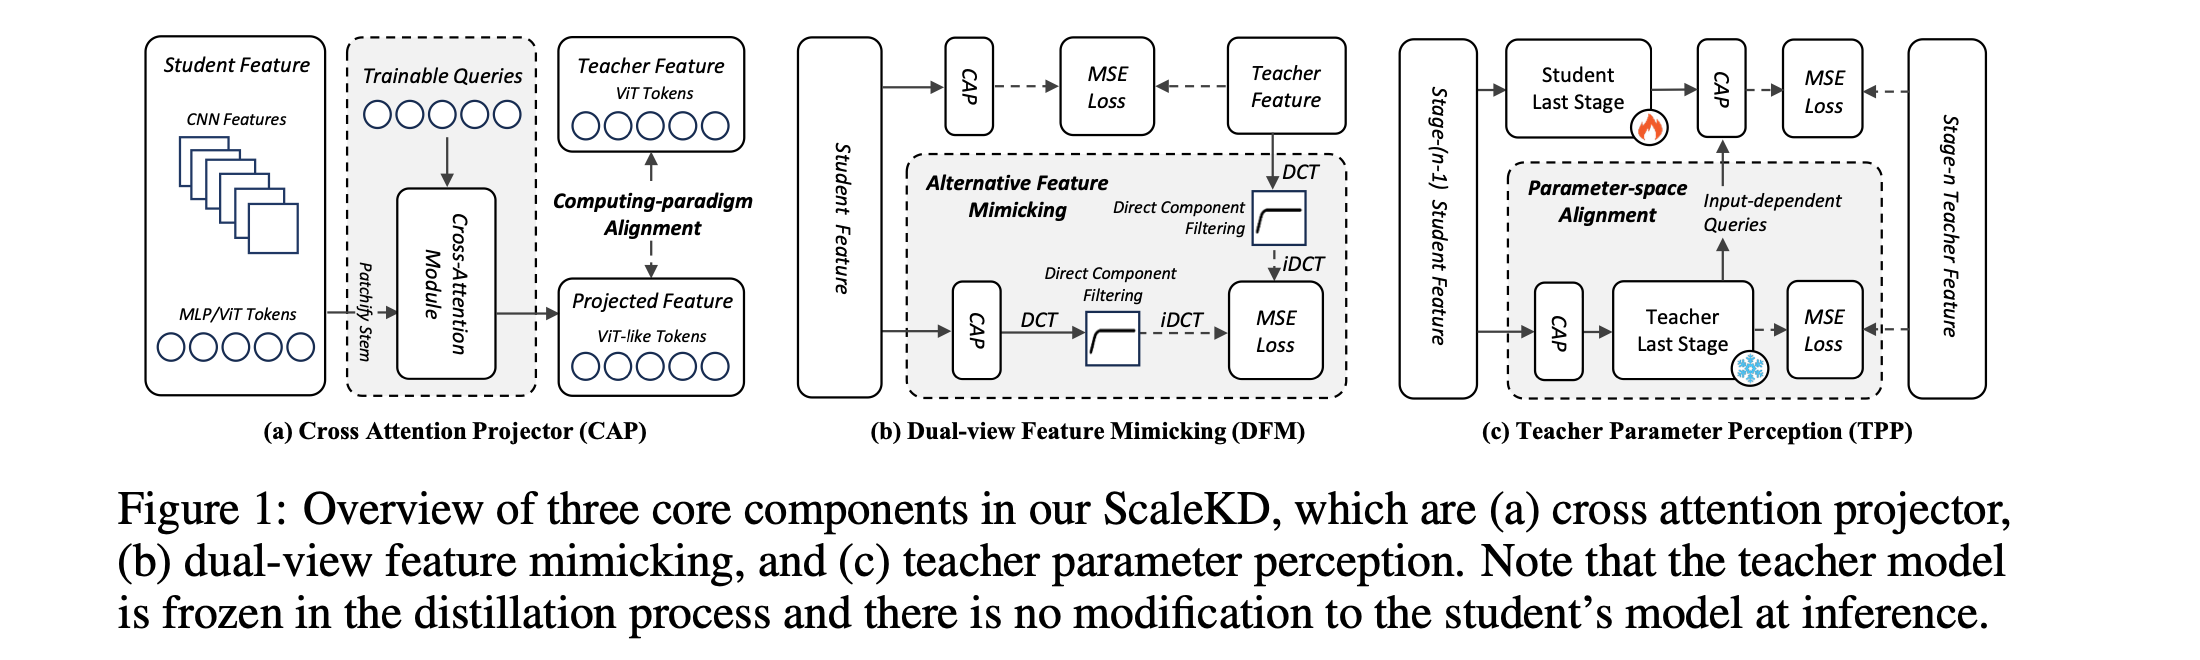 Student Feature
CNN Features
MLP/ViT Tokens
Patchify Stem
Trainable Queries
Cross-Attention
Module
Teacher Feature
ViT Tokens
Computing-paradigm
Alignment
Projected Feature
ViT-like Tokens
(a) Cross Attention Projector (CAP)
Student Feature
CAP
MSE
Loss
Teacher
Feature
Alternative Feature
Mimicking
DCT
Direct Component
Filtering
iDCT
CAP
DCT
Direct Component
Filtering
iDCT
MSE
Loss
(b) Dual-view Feature Mimicking (DFM)
Stage-(n-1) Student Feature
Student
Last Stage
CAP
MSE
Loss
Stage-n Teacher Feature
Parameter-space
Alignment
Input-dependent
Queries
CAP
Teacher
Last Stage
MSE
Loss
(c) Teacher Parameter Perception (TPP)
Figure 1: Overview of three core components in our ScaleKD, which are (a) cross attention projector,
(b) dual-view feature mimicking, and (c) teacher parameter perception. Note that the teacher model
is frozen in the distillation process and there is no modification to the student's model at inference.